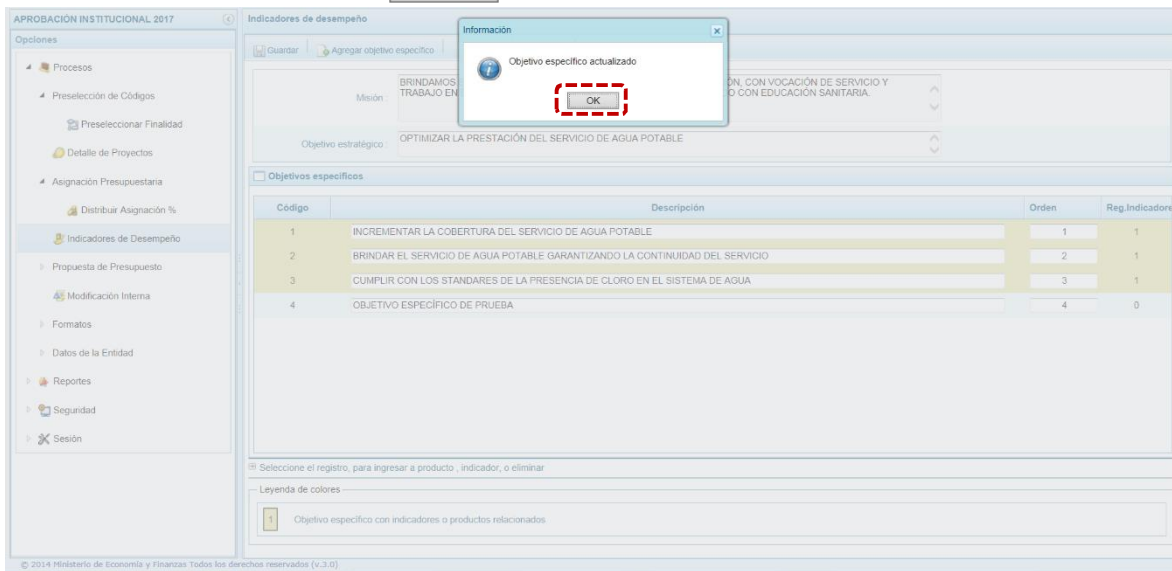 APROBACIÓN INSTITUCIONAL 2017
Opciones
Procesos
Preselección de Códigos
Preseleccionar Finalidad
Detalle de Proyectos
Asignación Presupuestaria
Distribuir Asignación %
Indicadores de Desempeño
Propuesta de Presupuesto
Modificación Interna
Formatos
Datos de la Entidad
Reportes
Seguridad
Sesión
Indicadores de desempeño
Guardar Agregar objetivo específico
Información
Objetivo específico actualizado
OK
Misión :
BRINDAMOS ÓN, CON VOCACIÓN DE SERVICIO Y
TRABAJO EN O CON EDUCACIÓN SANITARIA.
Objetivo estratégico : OPTIMIZAR LA PRESTACIÓN DEL SERVICIO DE AGUA POTABLE
Objetivos específicos
Código Descripción Orden Reg.Indicadore
1 INCREMENTAR LA COBERTURA DEL SERVICIO DE AGUA POTABLE 1 1
2 BRINDAR EL SERVICIO DE AGUA POTABLE GARANTIZANDO LA CONTINUIDAD DEL SERVICIO 2 1
3 CUMPLIR CON LOS STANDARES DE LA PRESENCIA DE CLORO EN EL SISTEMA DE AGUA 3 1
4 OBJETIVO ESPECÍFICO DE PRUEBA 4 0
Seleccione el registro, para ingresar a producto , indicador, o eliminar
Leyenda de colores
1 Objetivo específico con indicadores o productos relacionados
© 2014 Ministerio de Economía y Finanzas Todos los derechos reservados (v.3.0)